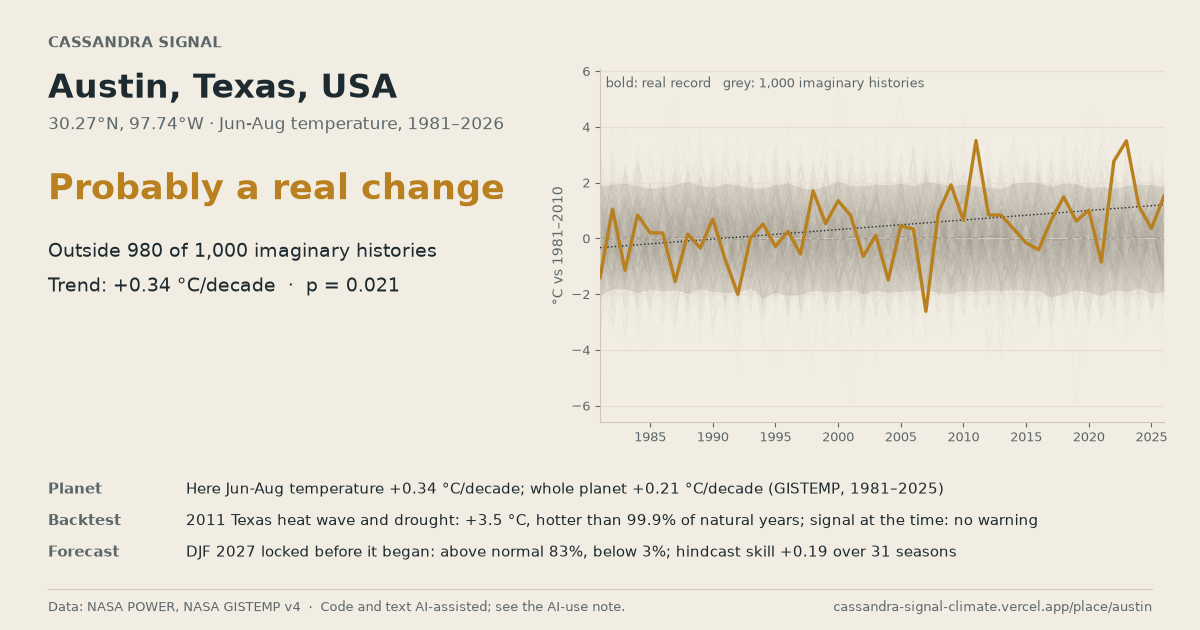 CASSANDRA SIGNAL
Austin, Texas, USA
30.27°N, 97.74°W · Jun-Aug temperature, 1981–2026
Probably a real change
Outside 980 of 1,000 imaginary histories
Trend: +0.34 °C/decade · p = 0.021
bold: real record grey: 1,000 imaginary histories
°C vs 1981–2010
6
4
2
0
−2
−4
−6
1985 1990 1995 2000 2005 2010 2015 2020 2025
Planet Here Jun-Aug temperature +0.34 °C/decade; whole planet +0.21 °C/decade (GISTEMP, 1981–2025)
Backtest 2011 Texas heat wave and drought: +3.5 °C, hotter than 99.9% of natural years; signal at the time: no warning
Forecast DJF 2027 locked before it began: above normal 83%, below 3%; hindcast skill +0.19 over 31 seasons
Data: NASA POWER, NASA GISTEMP v4 · Code and text AI-assisted; see the AI-use note.
cassandra-signal-climate.vercel.app/place/austin